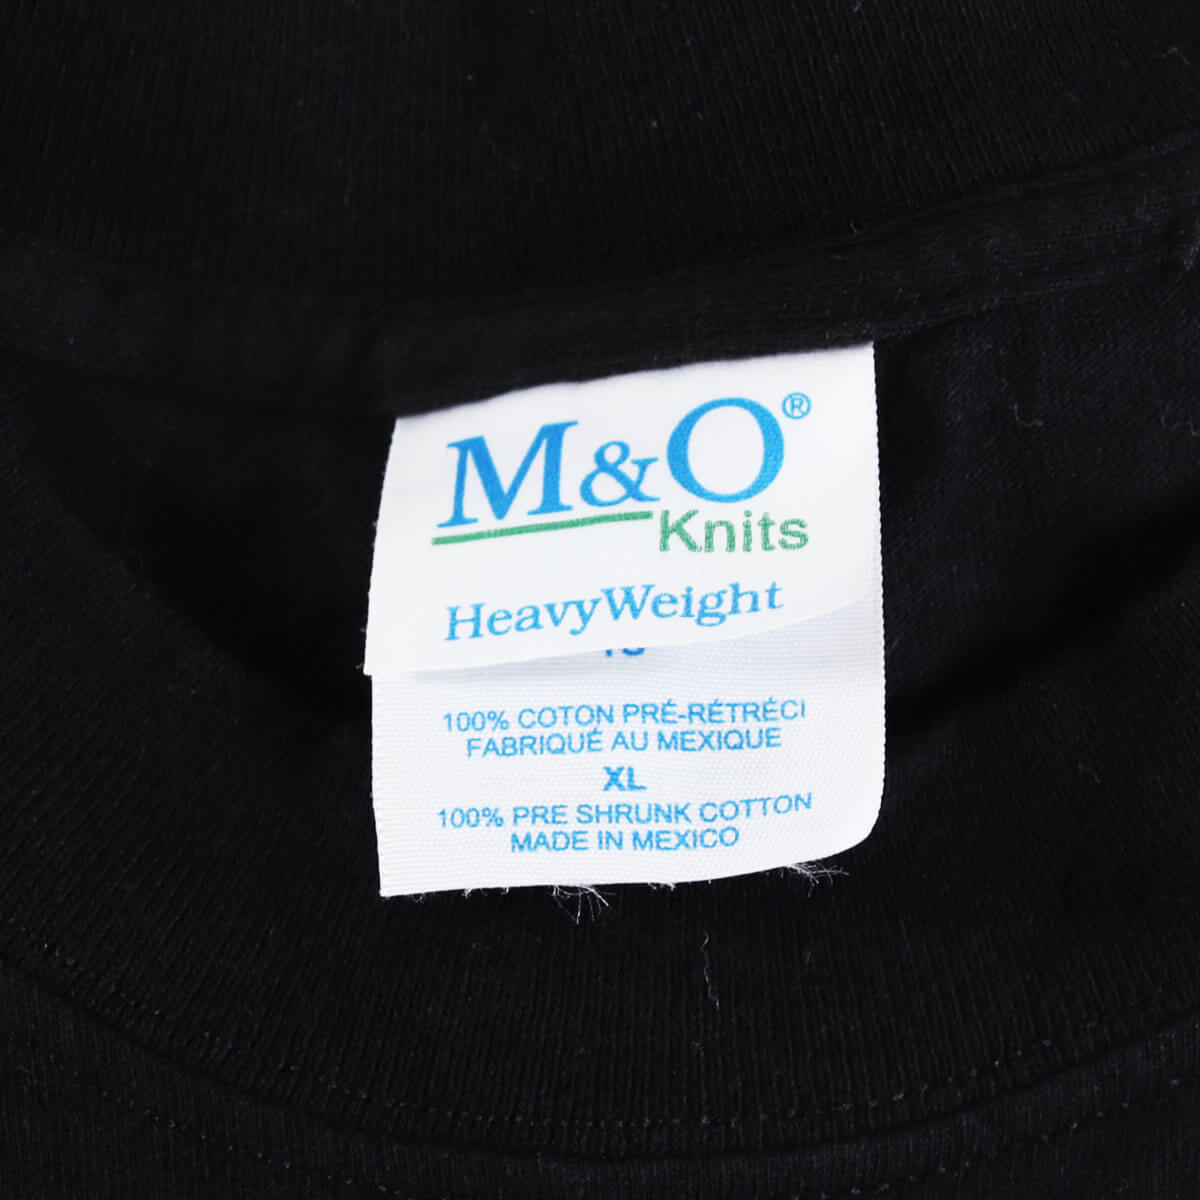 M&O®
Knits
HeavyWeight
100% COTON PRÉ-RÉTRÉCI
FABRIQUÉ AU MEXIQUE
XL
100% PRE SHRUNK COTTON
MADE IN MEXICO